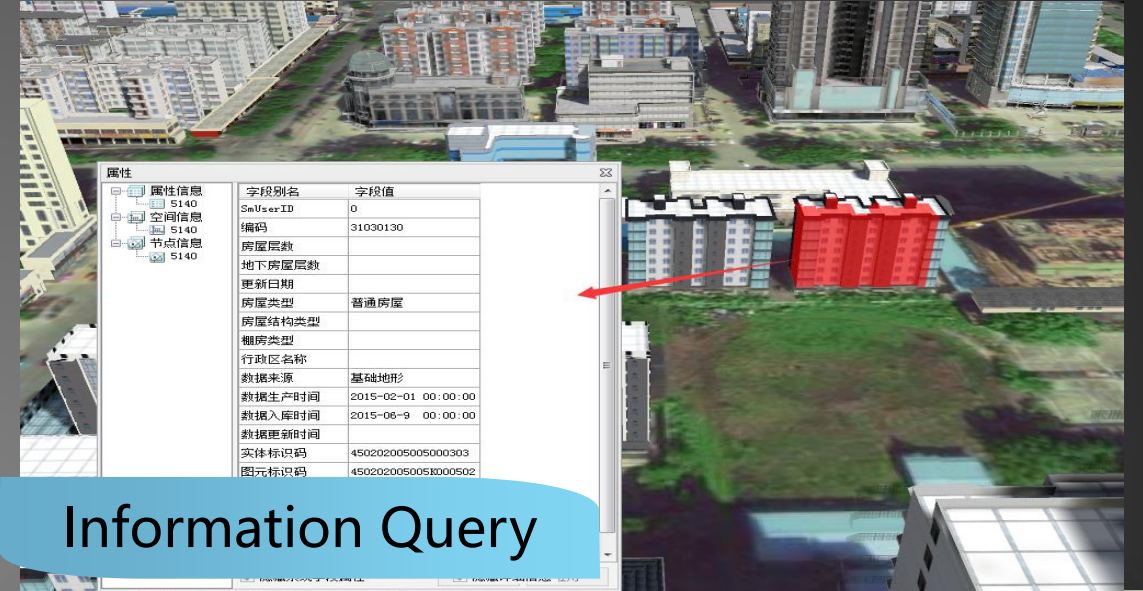 属性
属性信息
5140
空间信息
5140
节点信息
5140
字段别名 字段值
SmUserID 0
编码 31030130
房屋层数
地下房屋层数
更新日期
房屋类型 普通房屋
房屋结构类型
棚房类型
行政区名称
数据来源 基础地形
数据生产时间 2015-02-01 00:00:00
数据入库时间 2015-06-9 00:00:00
数据更新时间
实体标识码 450202005005000303
图元标识码 450202005005K000502
Information Query